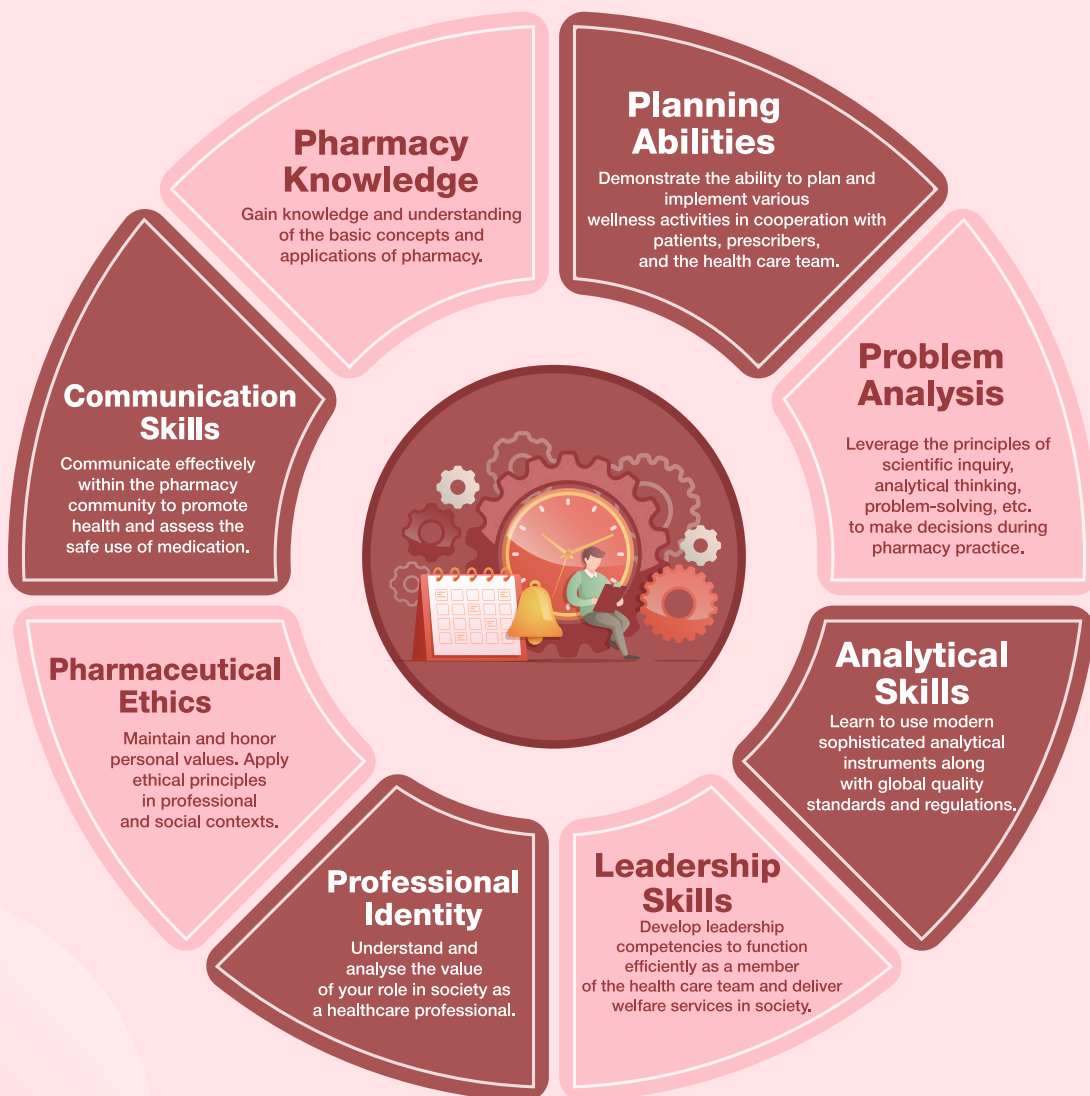 Pharmacy
Knowledge
Gain knowledge and understanding
of the basic concepts and
applications of pharmacy.
Planning
Abilities
Demonstrate the ability to plan and
implement various
wellness activities in cooperation with
patients, prescribers,
and the health care team.
Problem
Analysis
Leverage the principles of
scientific inquiry,
analytical thinking,
problem-solving, etc.
to make decisions during
pharmacy practice.
Analytical
Skills
Learn to use modern
sophisticated analytical
instruments along
with global quality
standards and regulations.
Leadership
Skills
Develop leadership
competencies to function
efficiently as a member
of the health care team and deliver
welfare services in society.
Professional
Identity
Understand and
analyse the value
of your role in society as
a healthcare professional.
Pharmaceutical
Ethics
Maintain and honor
personal values. Apply
ethical principles
in professional
and social contexts.
Communication
Skills
Communicate effectively
within the pharmacy
community to promote
health and assess the
safe use of medication.